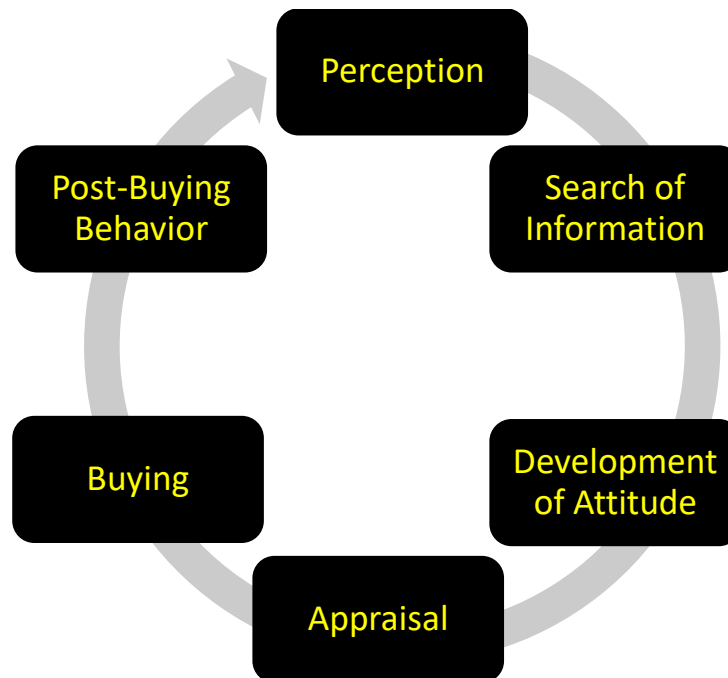 Perception
Search of
Information
Development
of Attitude
Appraisal
Buying
Post-Buying
Behavior